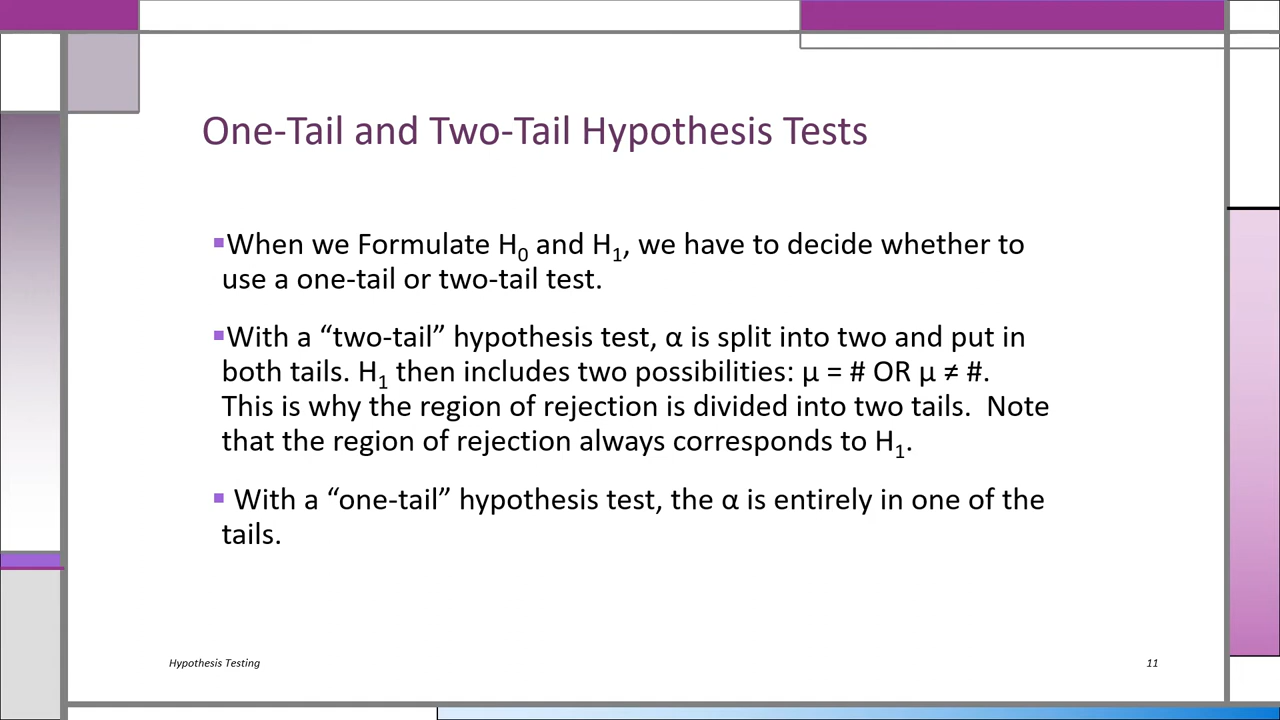 One-Tail and Two-Tail Hypothesis Tests
▪When we Formulate H₀ and H₁, we have to decide whether to
use a one-tail or two-tail test.
▪With a “two-tail” hypothesis test, α is split into two and put in
both tails. H₁ then includes two possibilities: μ = # OR μ ≠ #.
This is why the region of rejection is divided into two tails.  Note
that the region of rejection always corresponds to H₁.
▪ With a “one-tail” hypothesis test, the α is entirely in one of the
tails.
Hypothesis Testing
11